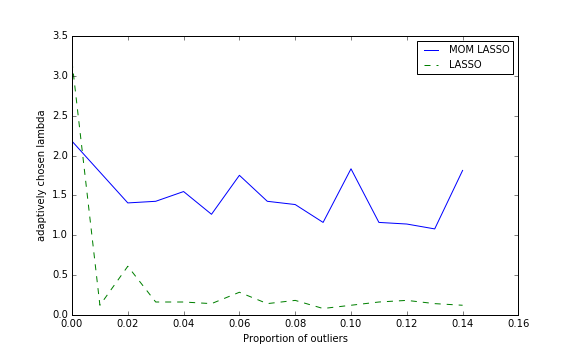 MOM LASSO
LASSO
3.5
3.0
2.5
2.0
1.5
1.0
0.5
0.0
adaptively chosen lambda
0.00 0.02 0.04 0.06 0.08 0.10 0.12 0.14 0.16
Proportion of outliers